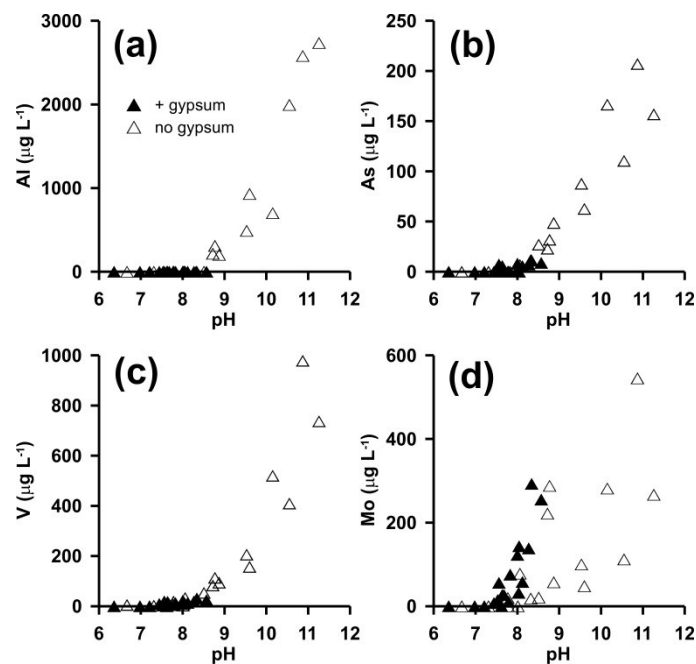 (a)
3000
2000
1000
0
Al (μg L-1)
+ gypsum
no gypsum
6 7 8 9 10 11 12
pH
(b)
250
200
150
100
50
0
As (μg L-1)
6 7 8 9 10 11 12
pH
(c)
1000
800
600
400
200
0
V (μg L-1)
6 7 8 9 10 11 12
pH
(d)
600
400
200
0
Mo (μg L-1)
6 7 8 9 10 11 12
pH